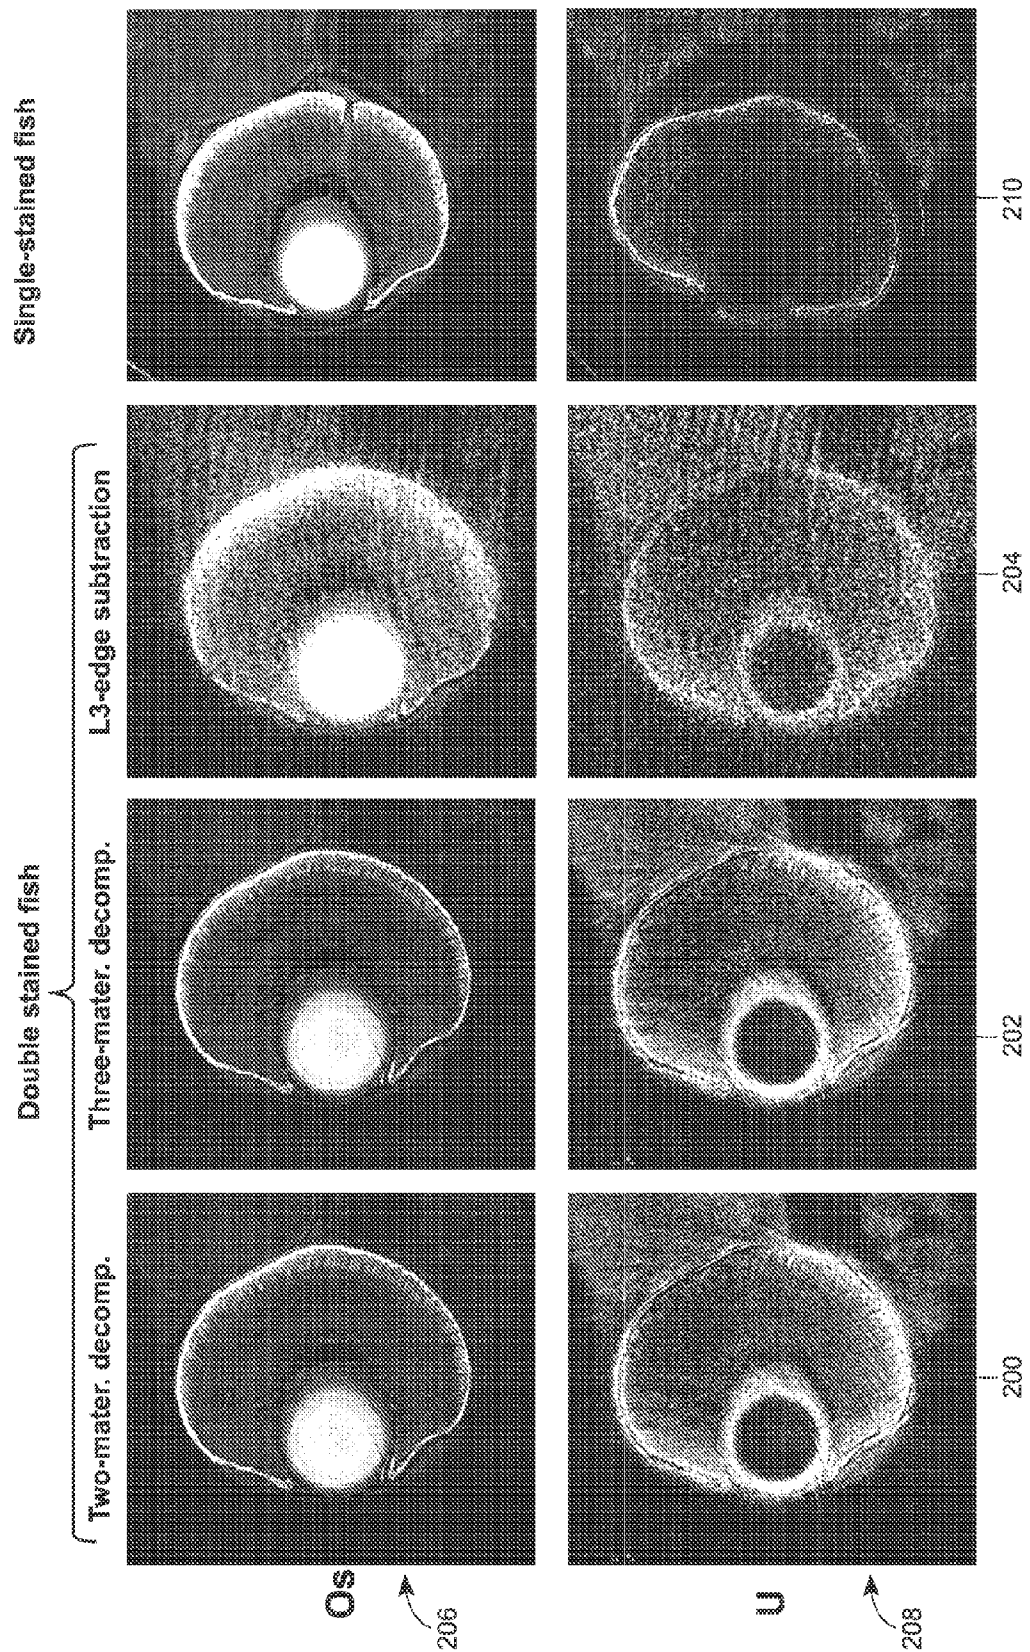 Double stained fish
Single-stained fish
Two-mater. decomp.
Three-mater. decomp.
L3-edge subtraction
Os
206
U
208
200
202
204
210